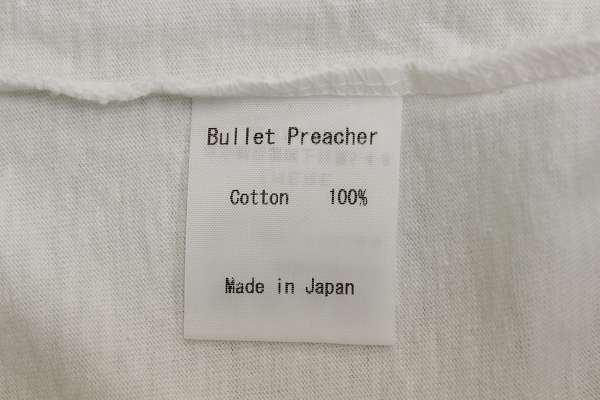 Bullet Preacher
Cotton 100%
Made in Japan